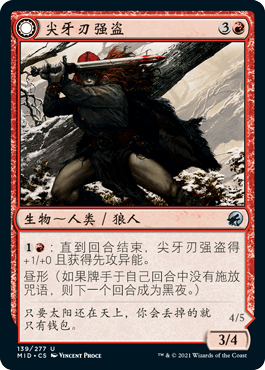 尖牙刃强盗 3
生物～人类／狼人
1 ：直到回合结束，尖牙刃强盗得
+1/+0且获得先攻异能。
昼形（如果牌手于自己回合中没有施放
咒语，则下一个回合成为黑夜。）
只要太阳还在天上，你会丢掉的就
只有钱包。
4/5
3/4
139/277 U
MID • CS VINCENT PROCE
™ & © 2021 Wizards of the Coast